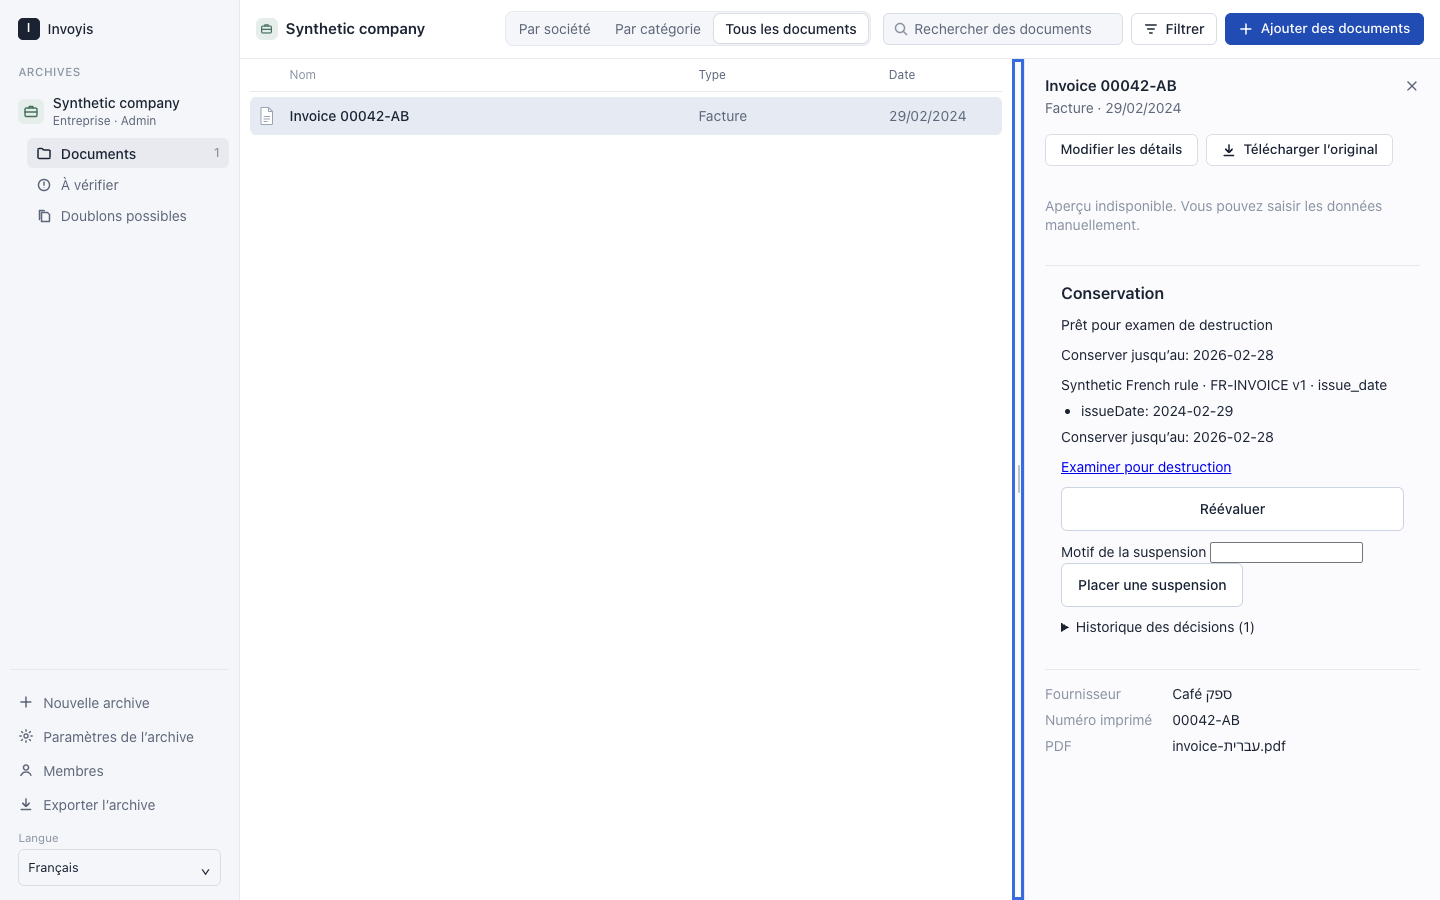 I Invoyis
ARCHIVES
Synthetic company
Entreprise · Admin
Documents 1
À vérifier
Doublons possibles
Nouvelle archive
Paramètres de l’archive
Membres
Exporter l’archive
Langue
Français
Synthetic company
Par société Par catégorie Tous les documents
Rechercher des documents
Filtrer
Ajouter des documents
Nom Type Date
Invoice 00042-AB Facture 29/02/2024
Invoice 00042-AB
Facture · 29/02/2024
Modifier les détails Télécharger l’original
Aperçu indisponible. Vous pouvez saisir les données
manuellement.
Conservation
Prêt pour examen de destruction
Conserver jusqu’au: 2026-02-28
Synthetic French rule · FR-INVOICE v1 · issue_date
• issueDate: 2024-02-29
Conserver jusqu’au: 2026-02-28
Examiner pour destruction
Réévaluer
Motif de la suspension
Placer une suspension
Historique des décisions (1)
Fournisseur Café ספק
Numéro imprimé 00042-AB
PDF invoice-עברית.pdf